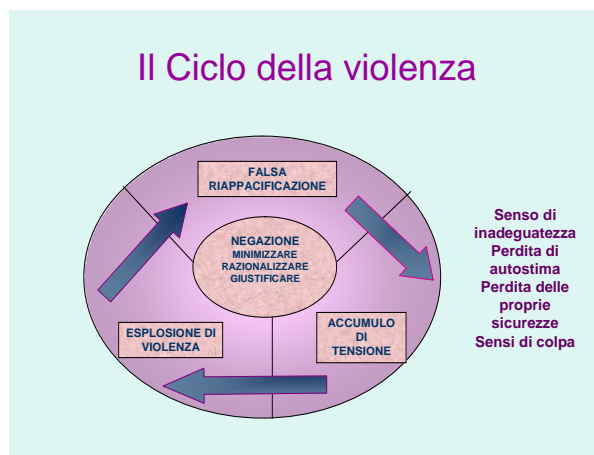 Il Ciclo della violenza
FALSA
RIAPPACIFICAZIONE
NEGAZIONE
MINIMIZZARE
RAZIONALIZZARE
GIUSTIFICARE
ESPLOSIONE DI
VIOLENZA
ACCUMULO
DI
TENSIONE
Senso di
inadeguatezza
Perdita di
autostima
Perdita delle
proprie
sicurezze
Sensi di colpa